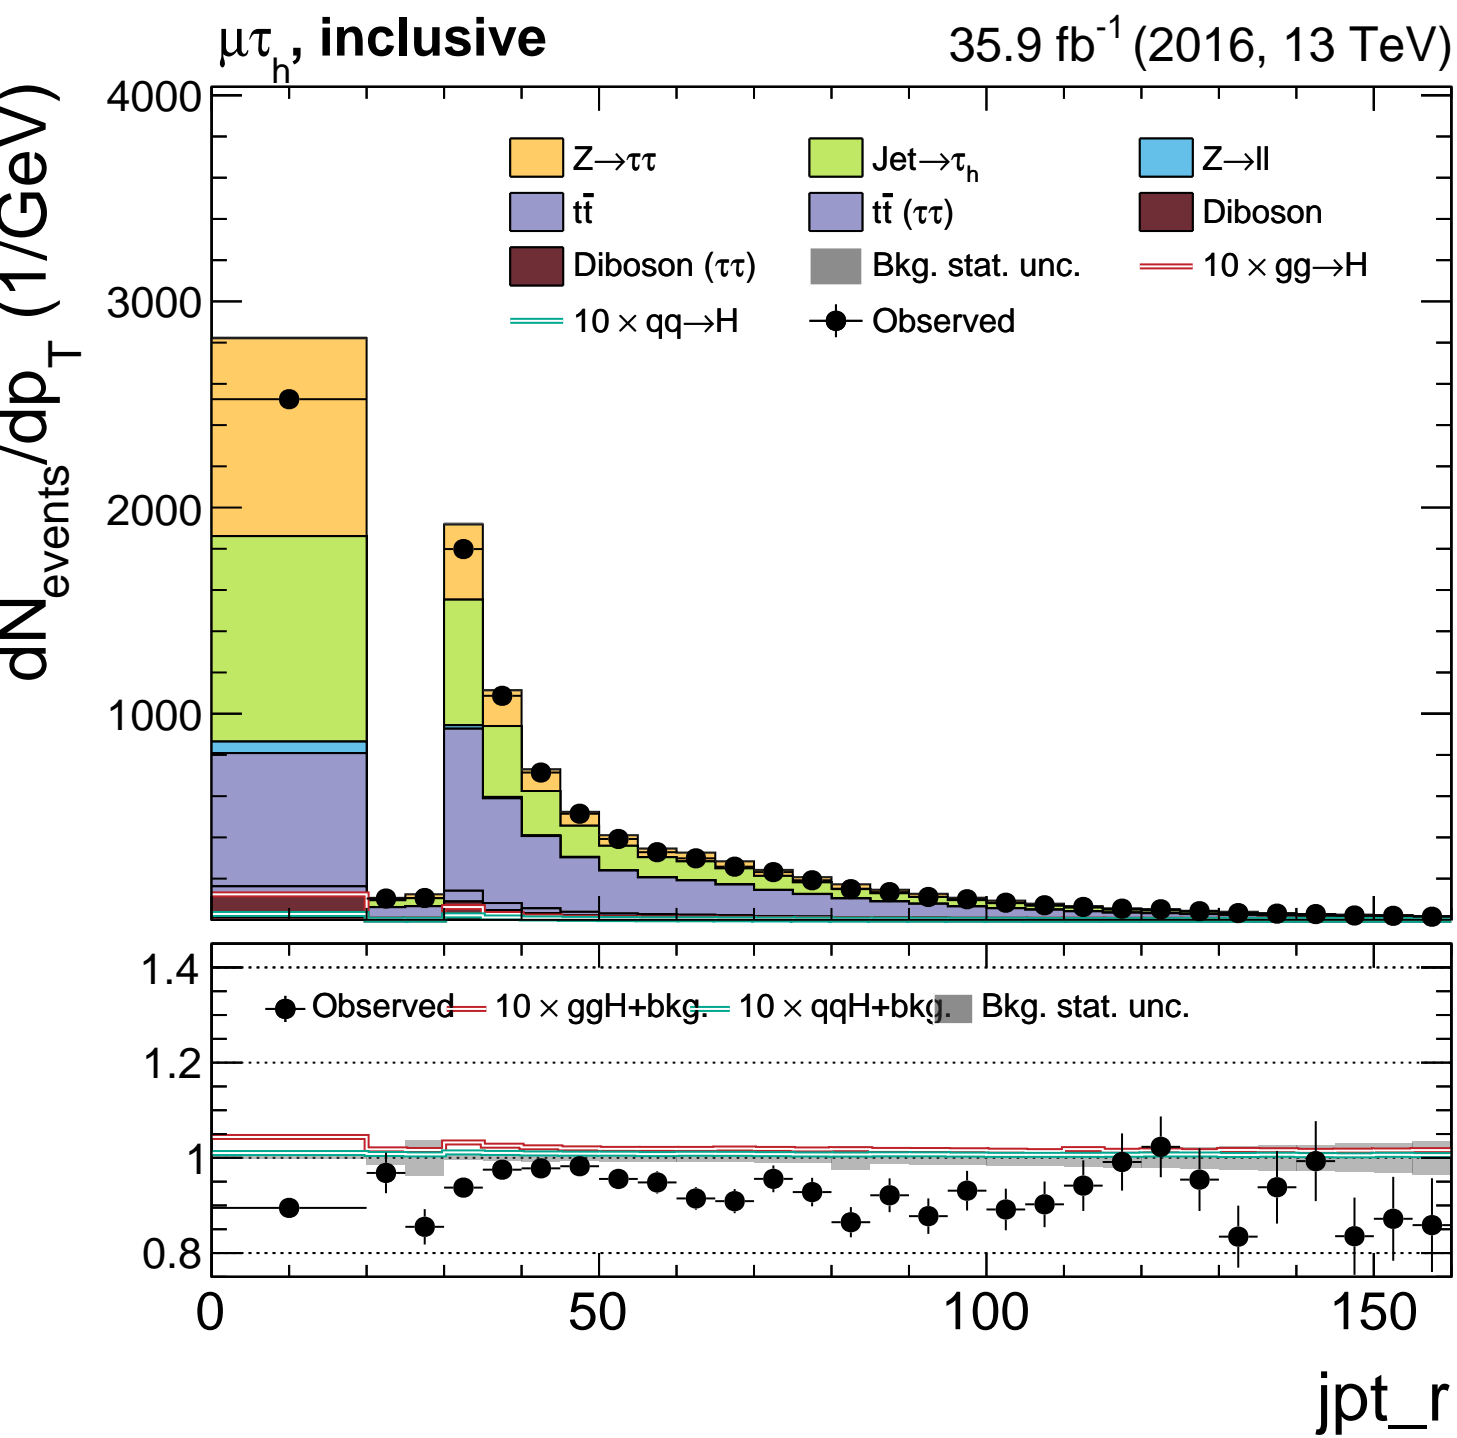 μτh, inclusive 35.9 fb-1 (2016, 13 TeV)
dNevents/dpT (1/GeV)
4000
3000
2000
1000
Z→ττ Jet→τh Z→ll
tt̄ tt̄ (ττ) Diboson
Diboson (ττ) Bkg. stat. unc. 10 × gg→H
10 × qq→H Observed
1.4
1.2
1
0.8
Observed 10 × ggH+bkg. 10 × qqH+bkg. Bkg. stat. unc.
0 50 100 150
jpt_r